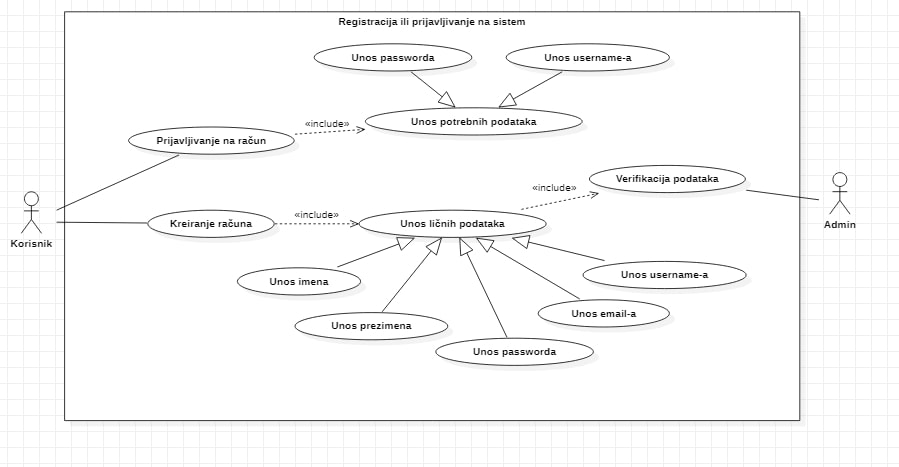 Registracija ili prijavljivanje na sistem
Unos passworda
Unos username-a
Unos potrebnih podataka
«include»
Prijavljivanje na račun
Verifikacija podataka
«include»
Korisnik
Kreiranje računa
«include»
Unos ličnih podataka
Admin
Unos imena
Unos username-a
Unos email-a
Unos prezimena
Unos passworda